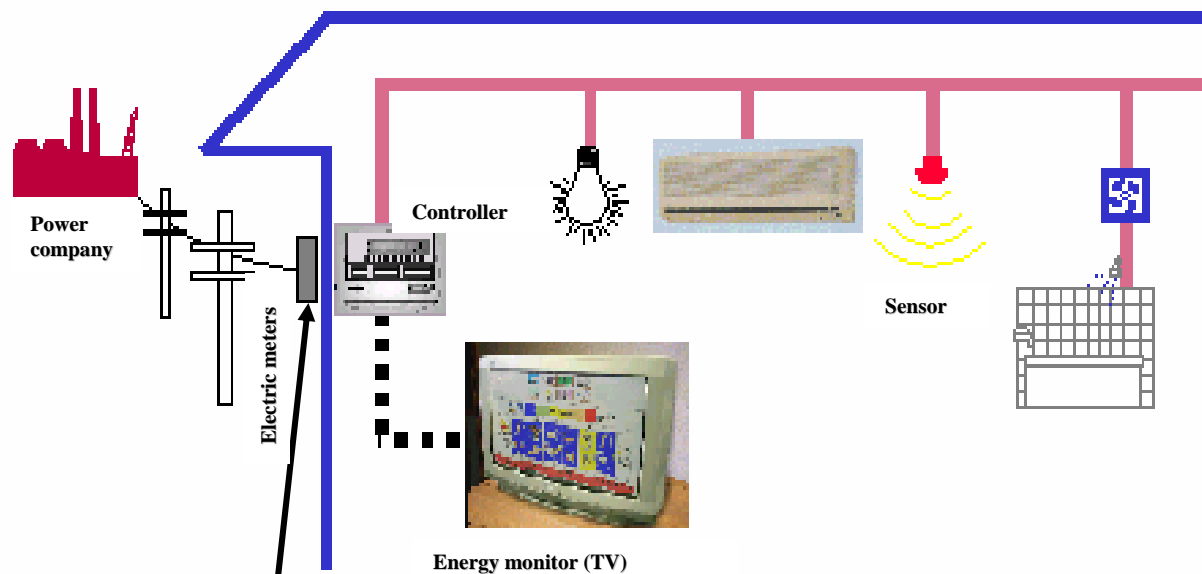 Power
company
Electric meters
Controller
Sensor
Energy monitor (TV)